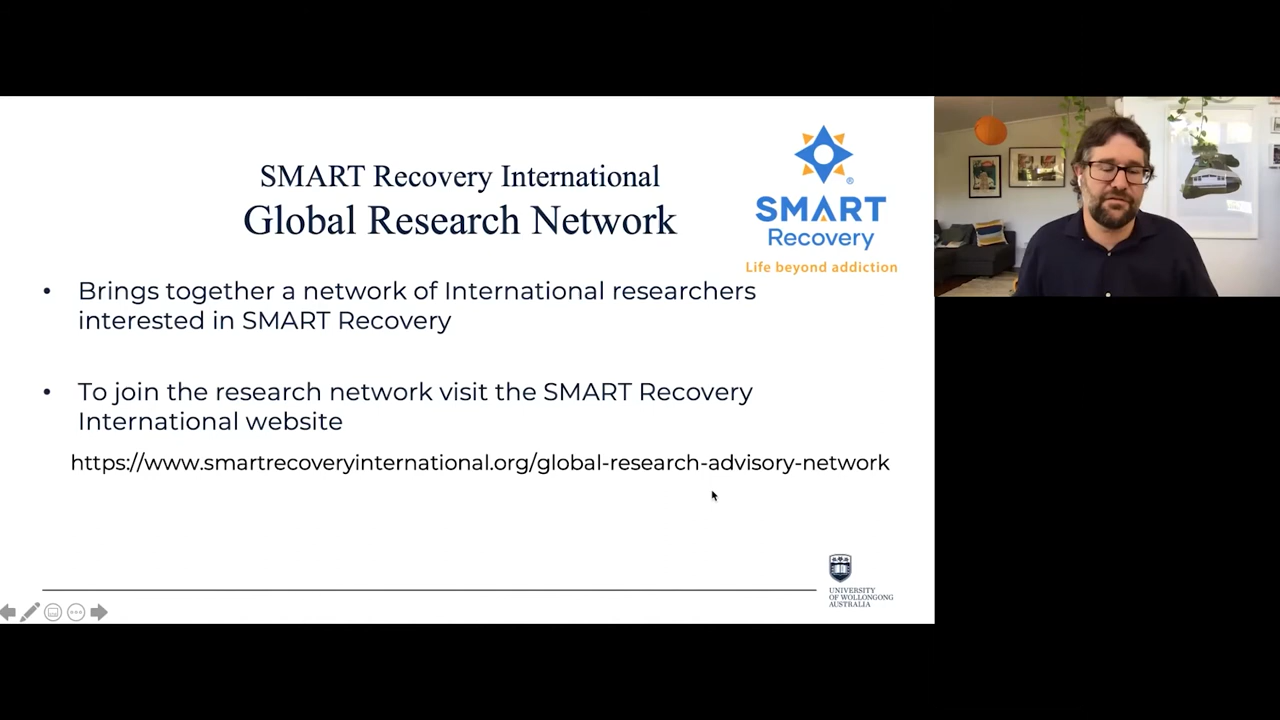 SMART Recovery International
Global Research Network
SMART
Recovery
®
Life beyond addiction
• Brings together a network of International researchers
interested in SMART Recovery
• To join the research network visit the SMART Recovery
International website
https://www.smartrecoveryinternational.org/global-research-advisory-network
UNIVERSITY
OF WOLLONGONG
AUSTRALIA